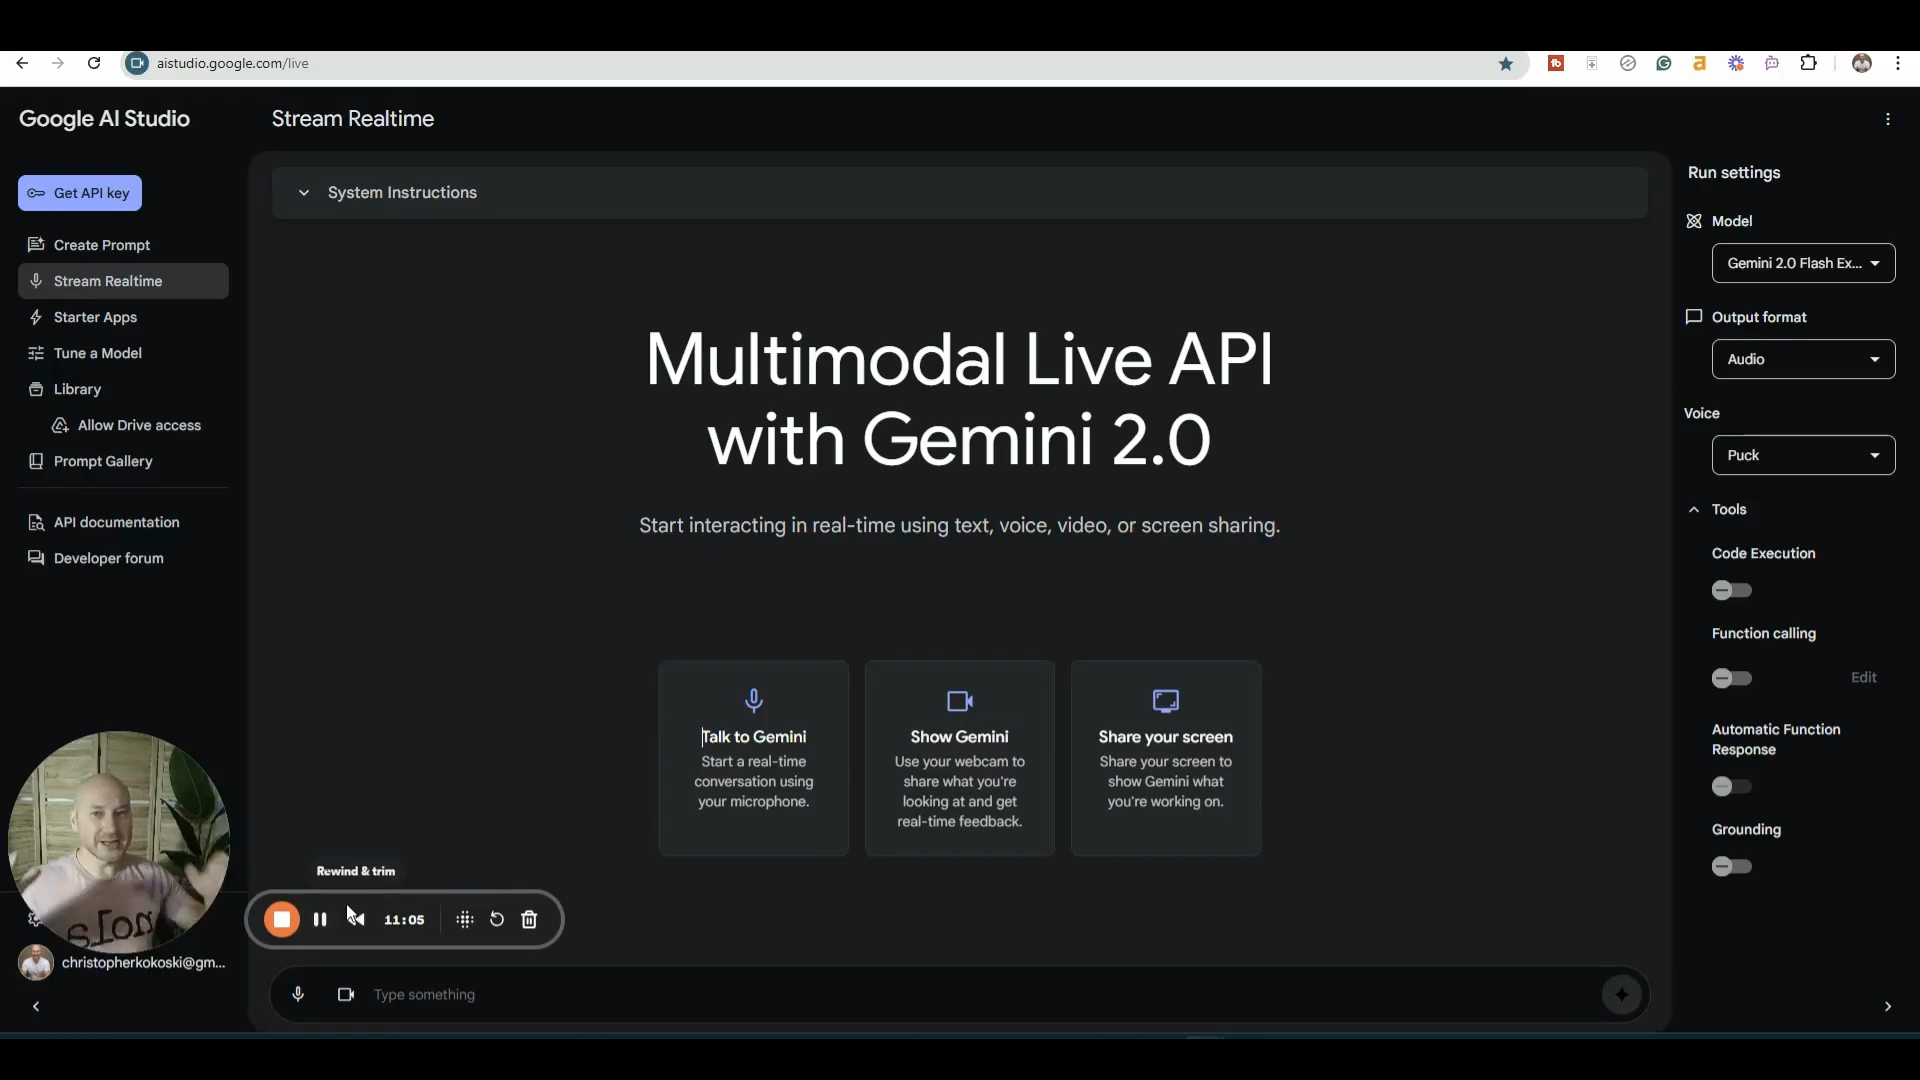 aistudio.google.com/live
Google AI Studio
Stream Realtime
Get API key
Create Prompt
Stream Realtime
Starter Apps
Tune a Model
Library
Allow Drive access
Prompt Gallery
API documentation
Developer forum
System Instructions
Multimodal Live API
with Gemini 2.0
Start interacting in real-time using text, voice, video, or screen sharing.
Talk to Gemini
Start a real-time
conversation using
your microphone.
Show Gemini
Use your webcam to
share what you're
looking at and get
real-time feedback.
Share your screen
Share your screen to
show Gemini what
you're working on.
Run settings
Model
Gemini 2.0 Flash Ex...
Output format
Audio
Voice
Puck
Tools
Code Execution
Function calling
Edit
Automatic Function
Response
Grounding
Rewind & trim
11:05
christopherkokoski@gm...
Type something